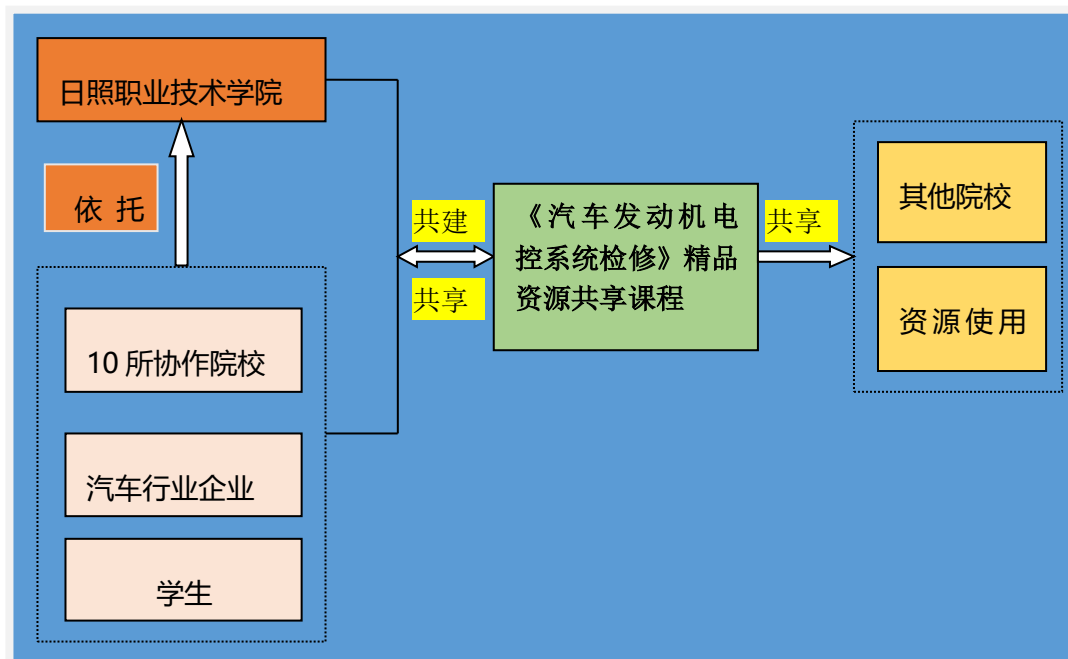 日照职业技术学院
依 托
10 所协作院校
汽车行业企业
学生
共建
共享
《汽车发动机电
控系统检修》精品
资源共享课程
共享
其他院校
资源使用